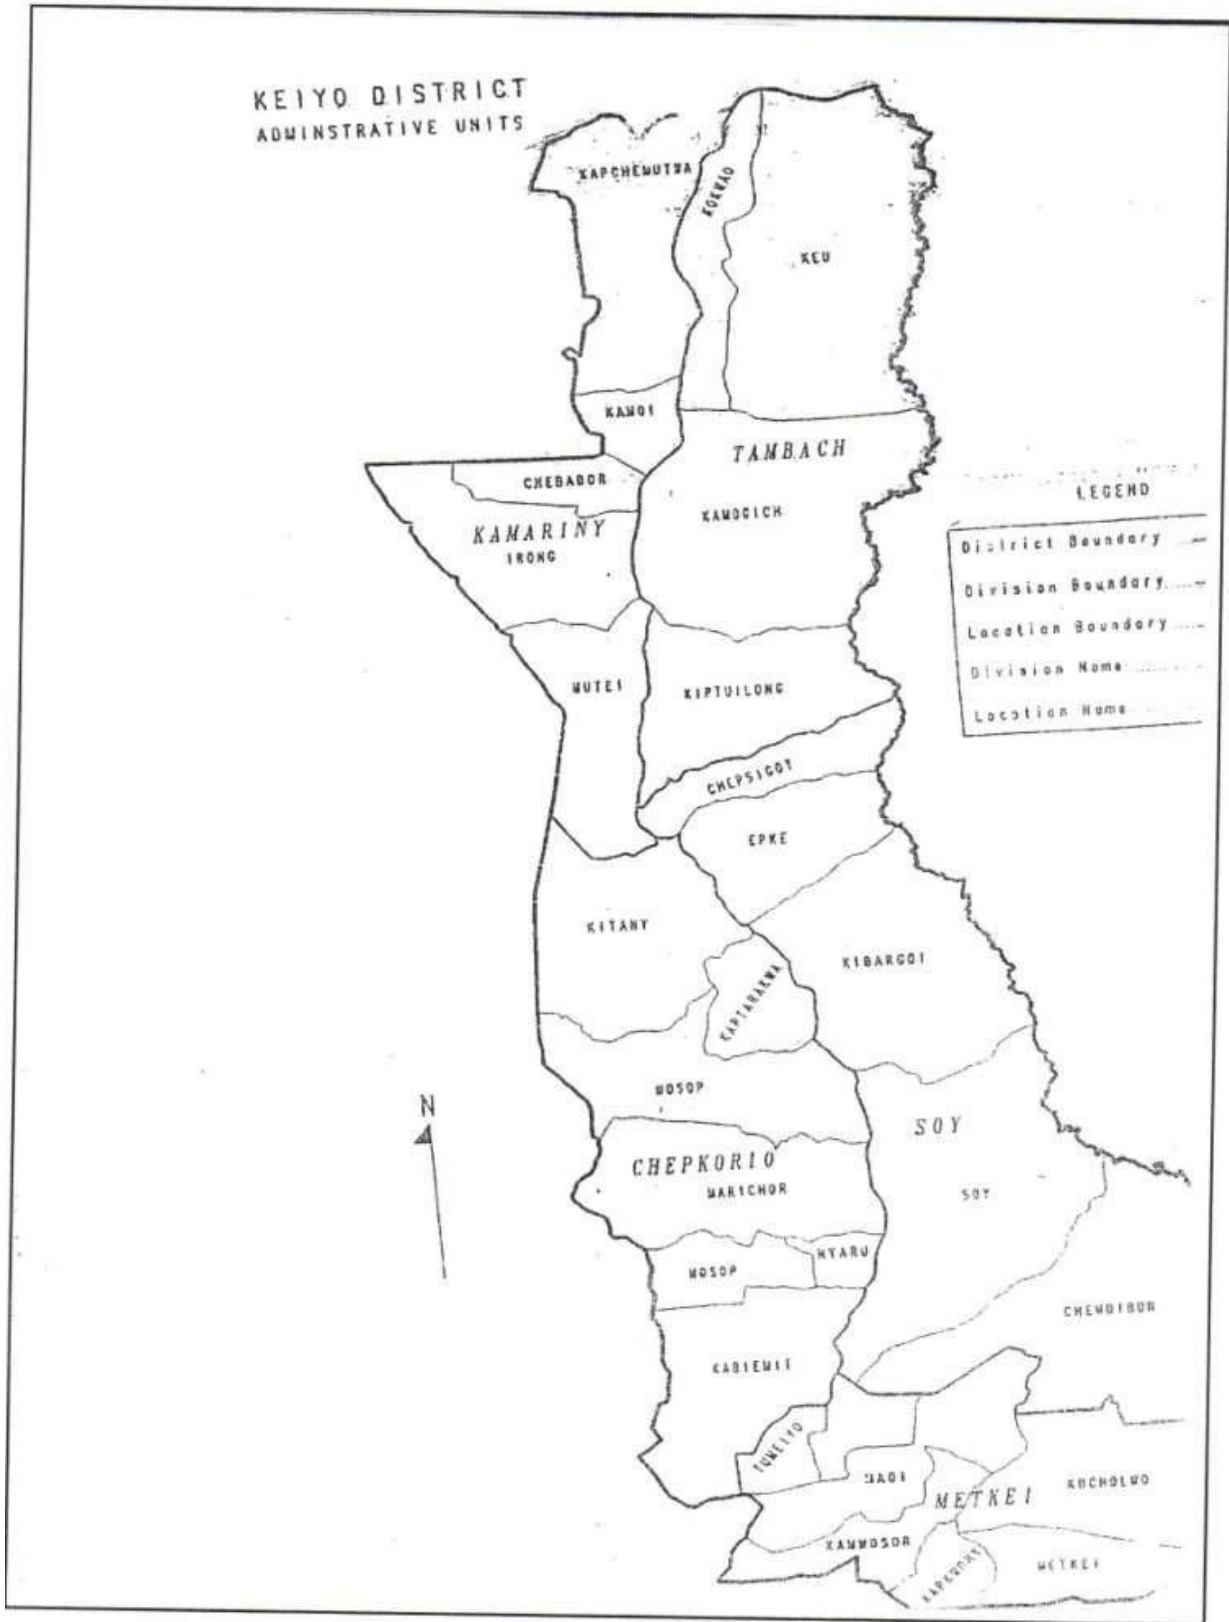 KEIYO DISTRICT
ADMINSTRATIVE UNITS
KAPCHEMUTWA
KOKWAO
KEU
KAMOI
TAMBACH
CHEBABOR
KAMOGICH
KAMARINY
IRONG
LEGEND
District Boundary
Division Boundary
Location Boundary
Division Name
Location Name
MUTEI
KIPTUILONG
CHEPSIGOT
EPKE
KITANY
KIBARGOI
KAPTARAKWA
MOSOP
N
SOY
CHEPKORIO
MARICHOR
SOY
NYARU
MOSOP
KABIEMIT
TUMEIYO
MAOI
METKEI
KOCHOLWO
KAMWOSOR
METKEI